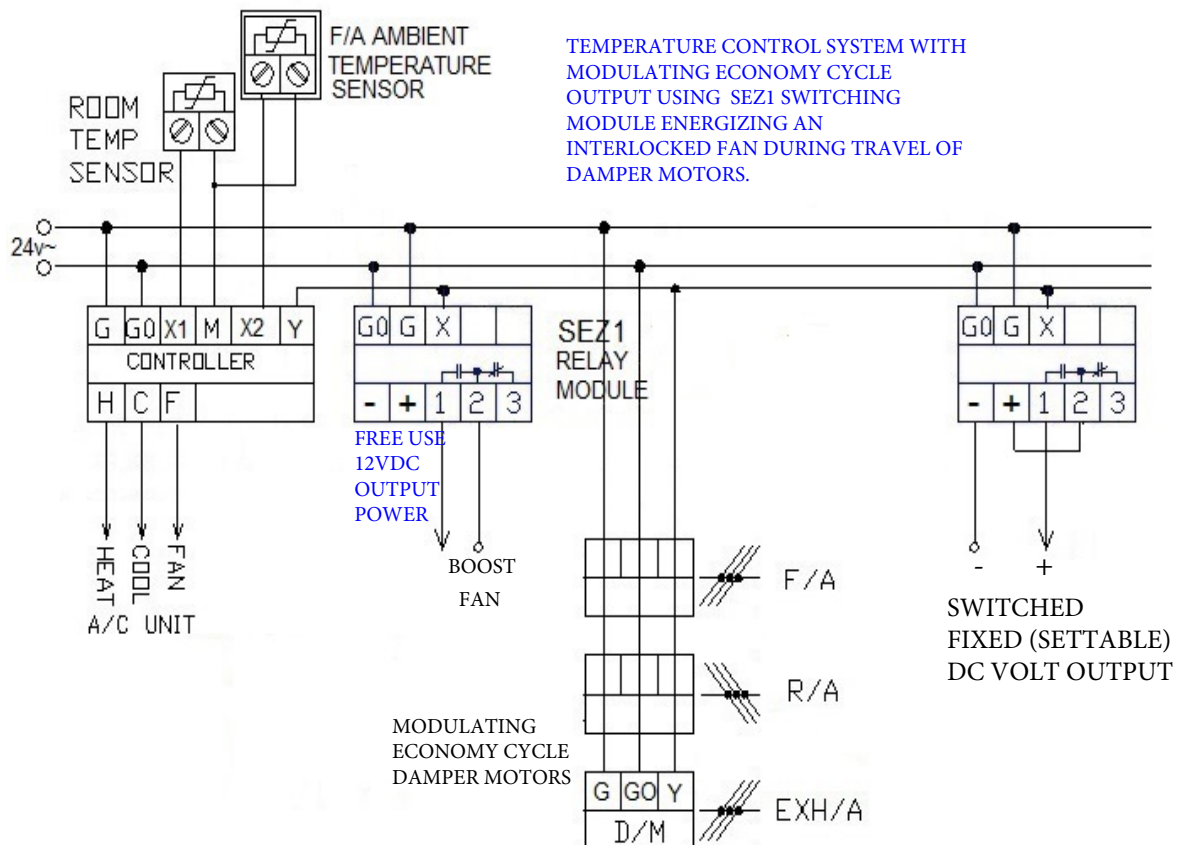 F/A AMBIENT
TEMPERATURE
SENSOR
TEMPERATURE CONTROL SYSTEM WITH
MODULATING ECONOMY CYCLE
OUTPUT USING SEZ1 SWITCHING
MODULE ENERGIZING AN
INTERLOCKED FAN DURING TRAVEL OF
DAMPER MOTORS.
ROOM
TEMP
SENSOR
24v~
G G0 X1 M X2 Y
CONTROLLER
H C F
HEAT
COOL
FAN
A/C UNIT
G0 G X
- + 1 2 3
SEZ1
RELAY
MODULE
FREE USE
12VDC
OUTPUT
POWER
BOOST
FAN
G0 G X
- + 1 2 3
- +
SWITCHED
FIXED (SETTABLE)
DC VOLT OUTPUT
F/A
R/A
MODULATING
ECONOMY CYCLE
DAMPER MOTORS
G GO Y
D/M
EXH/A